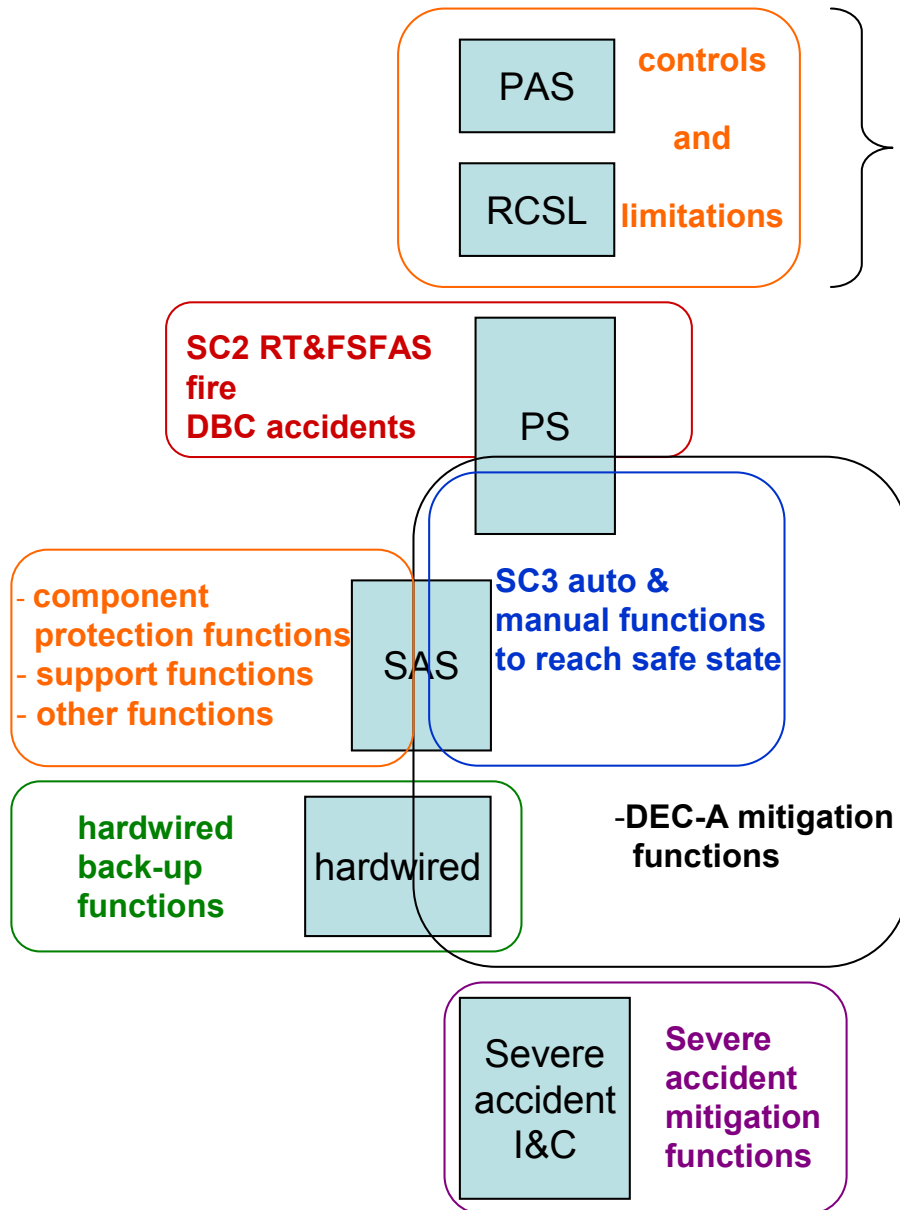 PAS
RCSL
controls
and
limitations
SC2 RT&FSFAS
fire
DBC accidents
PS
- component
protection functions
- support functions
- other functions
SAS
SC3 auto &
manual functions
to reach safe state
hardwired
back-up
functions
hardwired
-DEC-A mitigation
functions
Severe
accident
I&C
Severe
accident
mitigation
functions